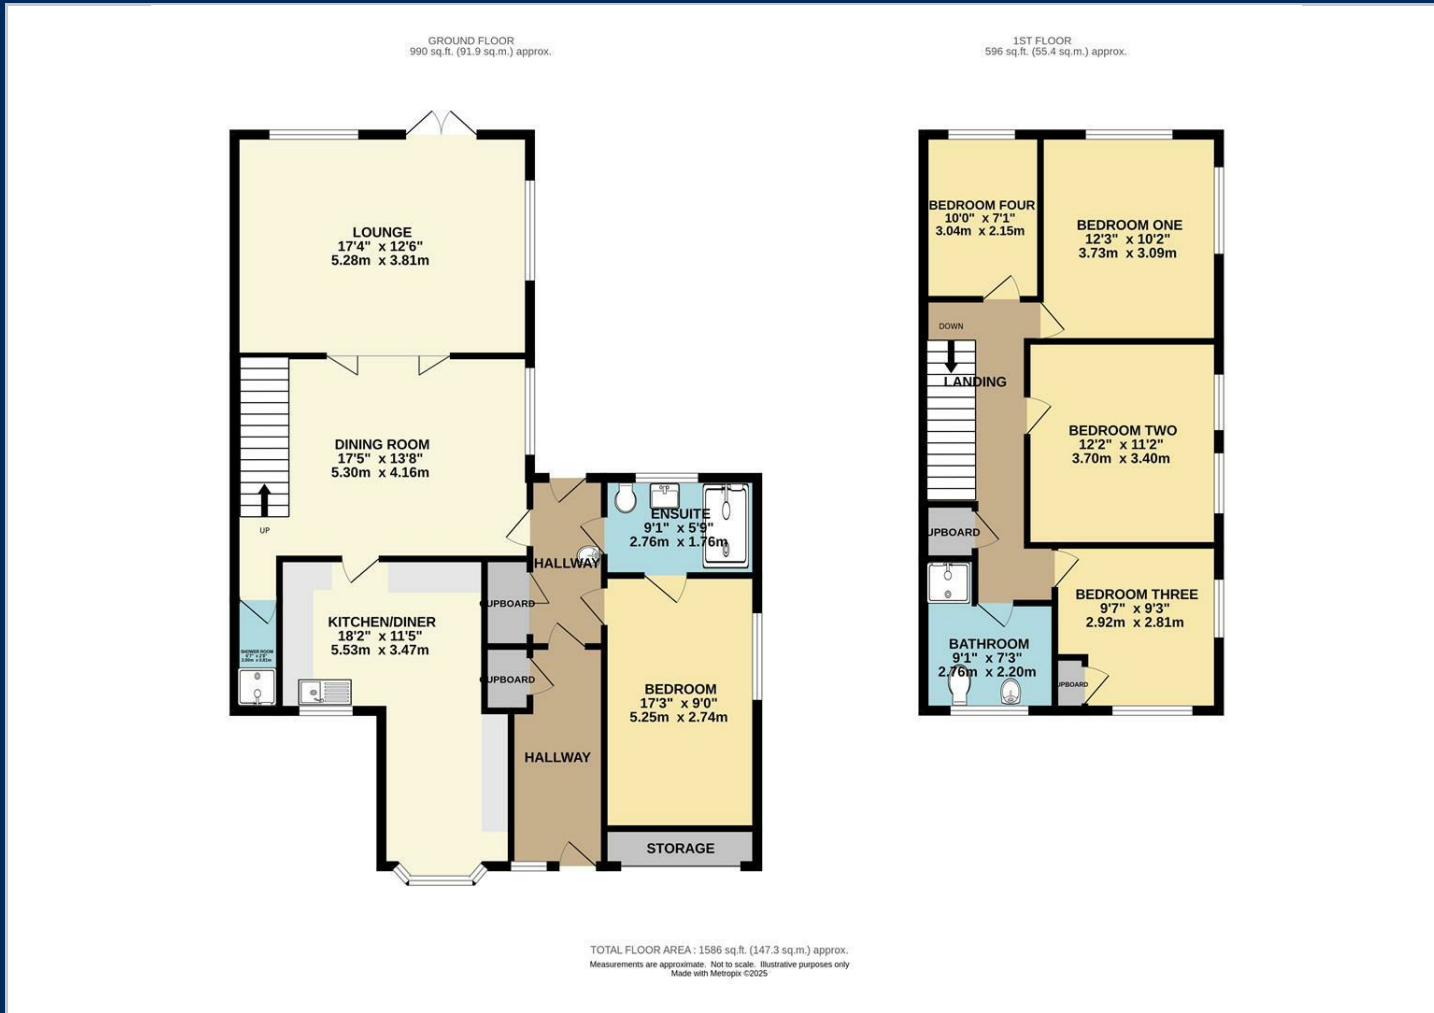 GROUND FLOOR
990 sq.ft. (91.9 sq.m.) approx.
1ST FLOOR
596 sq.ft. (55.4 sq.m.) approx.
LOUNGE
17'4" x 12'6"
5.28m x 3.81m
DINING ROOM
17'5" x 13'8"
5.30m x 4.16m
UP
ENSUITE
9'1" x 5'9"
2.76m x 1.76m
HALLWAY
CUPBOARD
KITCHEN/DINER
18'2" x 11'5"
5.53m x 3.47m
SHOWER ROOM
CUPBOARD
BEDROOM
17'3" x 9'0"
5.25m x 2.74m
HALLWAY
STORAGE
BEDROOM FOUR
10'0" x 7'1"
3.04m x 2.15m
BEDROOM ONE
12'3" x 10'2"
3.73m x 3.09m
DOWN
LANDING
BEDROOM TWO
12'2" x 11'2"
3.70m x 3.40m
UPBOARD
BEDROOM THREE
9'7" x 9'3"
2.92m x 2.81m
BATHROOM
9'1" x 7'3"
2.76m x 2.20m
UPBOARD
TOTAL FLOOR AREA : 1586 sq.ft. (147.3 sq.m.) approx.
Measurements are approximate. Not to scale. Illustrative purposes only
Made with Metropix ©2025